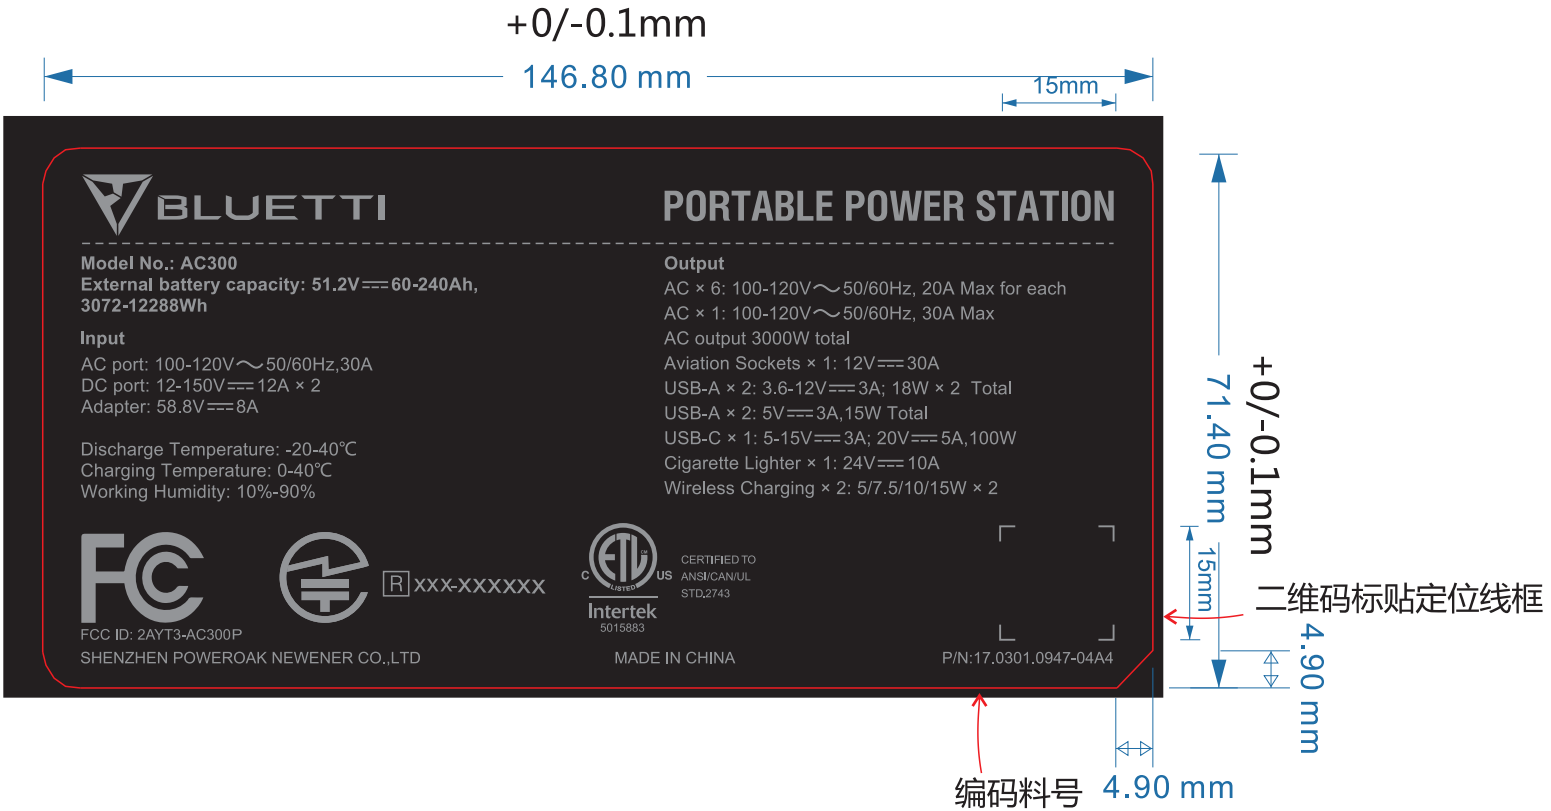 +0/-0.1mm
146.80 mm
15mm
BLUETTI
PORTABLE POWER STATION
Model No.: AC300
External battery capacity: 51.2V⎓60-240Ah,
3072-12288Wh
Input
AC port: 100-120V～50/60Hz,30A
DC port: 12-150V⎓12A × 2
Adapter: 58.8V⎓8A
Discharge Temperature: -20-40℃
Charging Temperature: 0-40℃
Working Humidity: 10%-90%
Output
AC × 6: 100-120V～50/60Hz, 20A Max for each
AC × 1: 100-120V～50/60Hz, 30A Max
AC output 3000W total
Aviation Sockets × 1: 12V⎓30A
USB-A × 2: 3.6-12V⎓3A; 18W × 2 Total
USB-A × 2: 5V⎓3A,15W Total
USB-C × 1: 5-15V⎓3A; 20V⎓5A,100W
Cigarette Lighter × 1: 24V⎓10A
Wireless Charging × 2: 5/7.5/10/15W × 2
+0/-0.1mm
71.40 mm
FC
FCC ID: 2AYT3-AC300P
R xxx-xxxxxx
ETL CM
LISTED
C US
Intertek
5015883
CERTIFIED TO
ANSI/CAN/UL
STD.2743
15mm
二维码标贴定位线框
4.90 mm
SHENZHEN POWEROAK NEWENER CO.,LTD
MADE IN CHINA
P/N:17.0301.0947-04A4
编码料号
4.90 mm